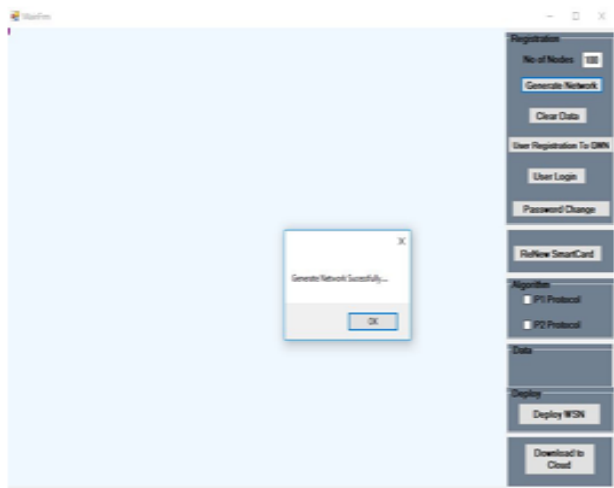 MainFrm
Registration
No of Nodes 100
Generate Network
Clear Data
User Registration To GWN
User Login
Password Change
ReNew SmartCard
Generate Network Sucessfully....
OK
Algorithm
P1 Protocol
P2 Protocol
Data
Deploy
Deploy WSN
Download to
Cloud